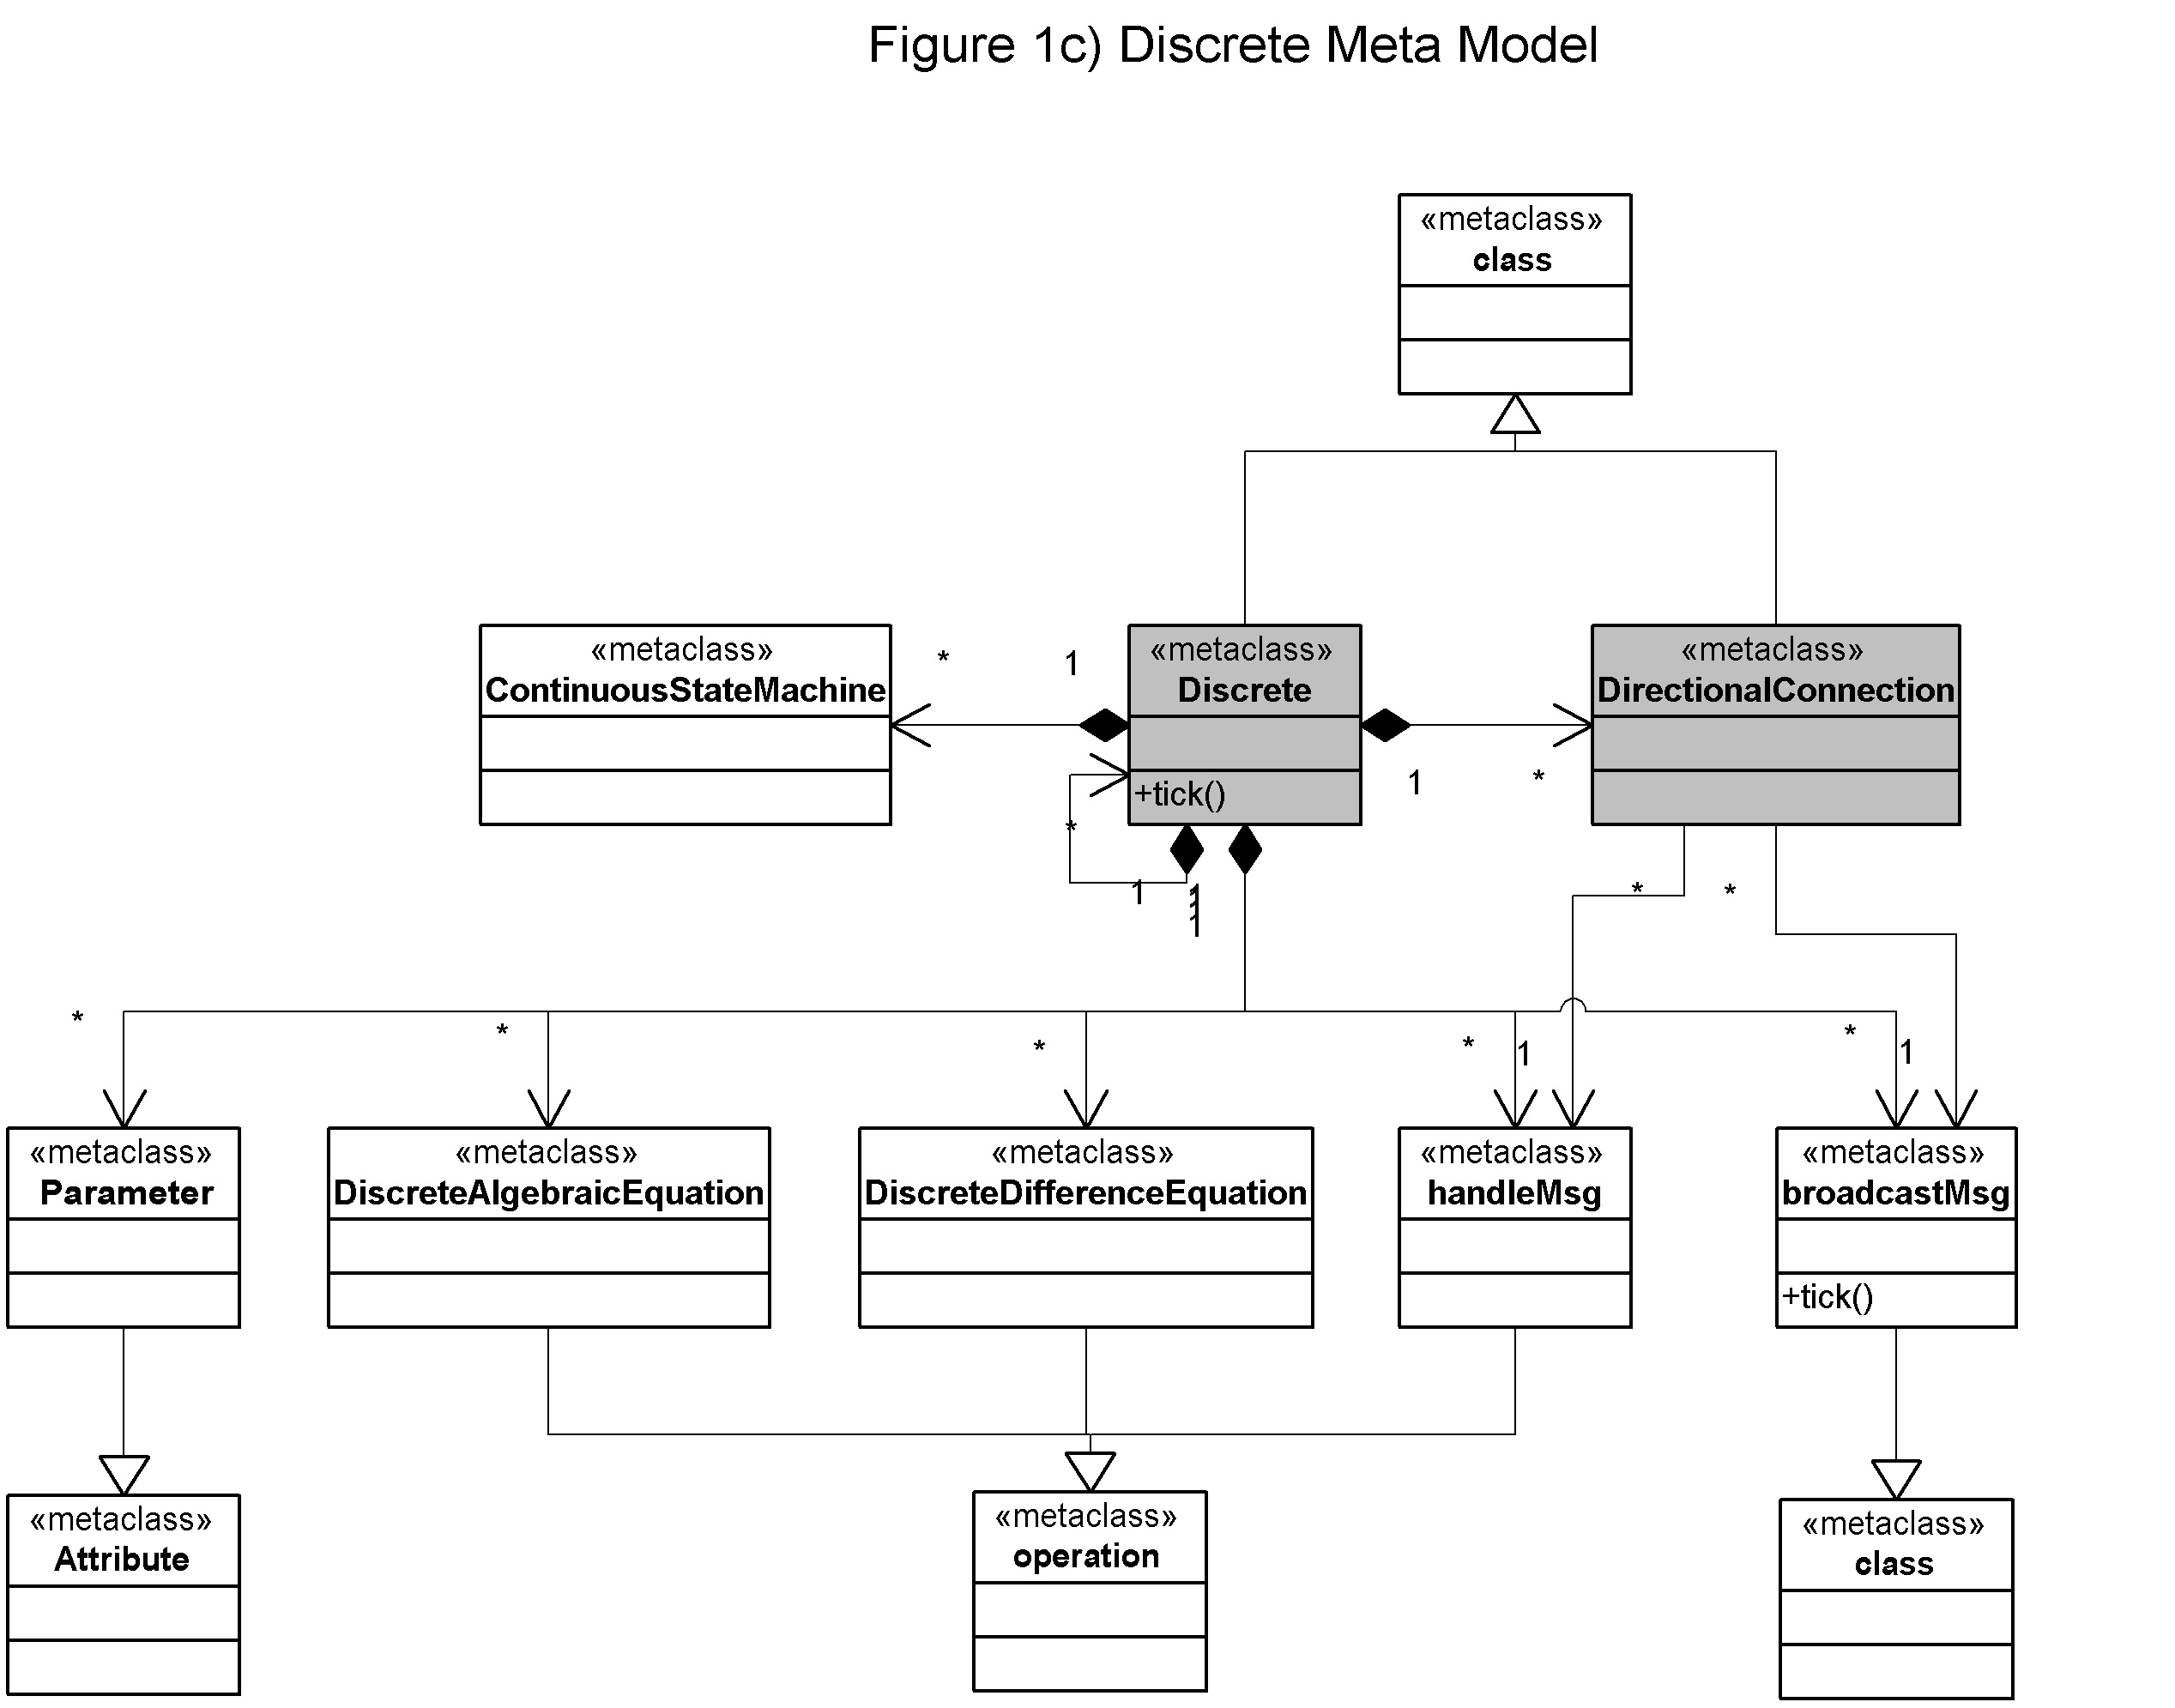 Figure 1c) Discrete Meta Model
«metaclass»
class
«metaclass»
ContinuousStateMachine
* 1
«metaclass»
Discrete
+tick()
«metaclass»
DirectionalConnection
1 *
*
1
1
* *
*
*
*
* 1
* 1
«metaclass»
Parameter
«metaclass»
DiscreteAlgebraicEquation
«metaclass»
DiscreteDifferenceEquation
«metaclass»
handleMsg
«metaclass»
broadcastMsg
+tick()
«metaclass»
Attribute
«metaclass»
operation
«metaclass»
class